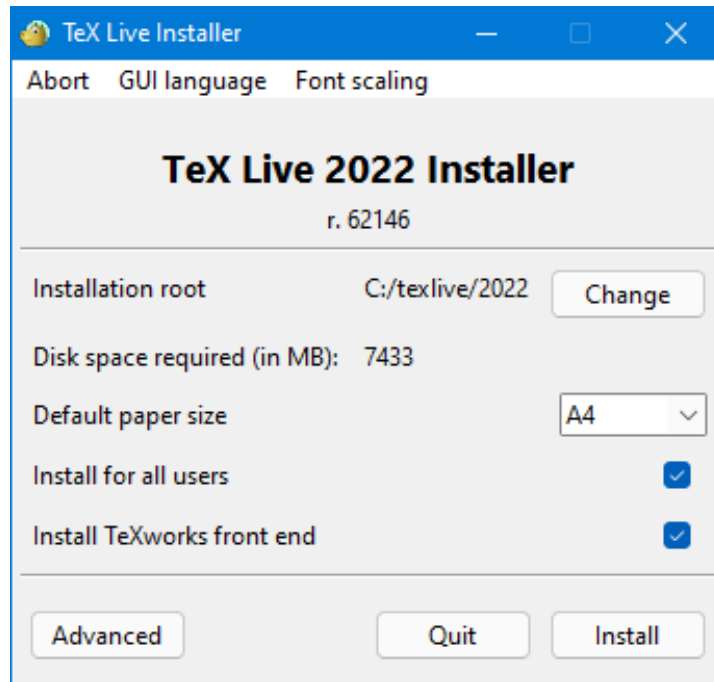 TeX Live Installer
Abort GUI language Font scaling
TeX Live 2022 Installer
r. 62146
Installation root C:/texlive/2022 Change
Disk space required (in MB): 7433
Default paper size A4
Install for all users
Install TeXworks front end
Advanced Quit Install